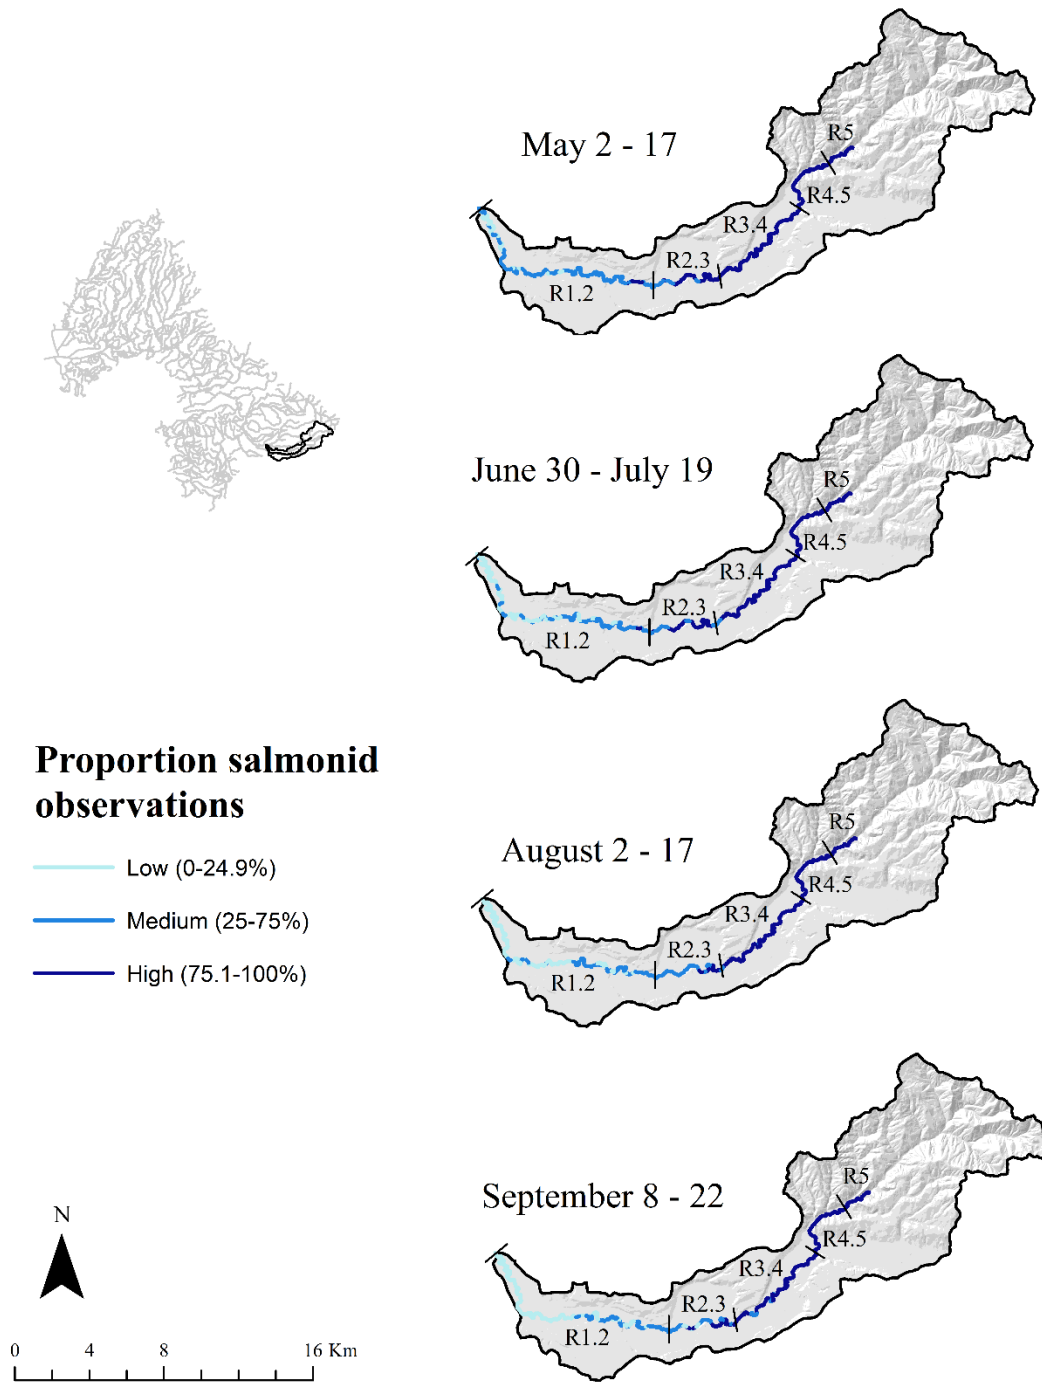 May 2 - 17
R5
R4.5
R3.4
R2.3
R1.2
June 30 - July 19
R5
R4.5
R3.4
R2.3
R1.2
Proportion salmonid
observations
Low (0-24.9%)
Medium (25-75%)
High (75.1-100%)
August 2 - 17
R5
R4.5
R3.4
R2.3
R1.2
September 8 - 22
R5
R4.5
R3.4
R2.3
R1.2
N
0 4 8 16 Km